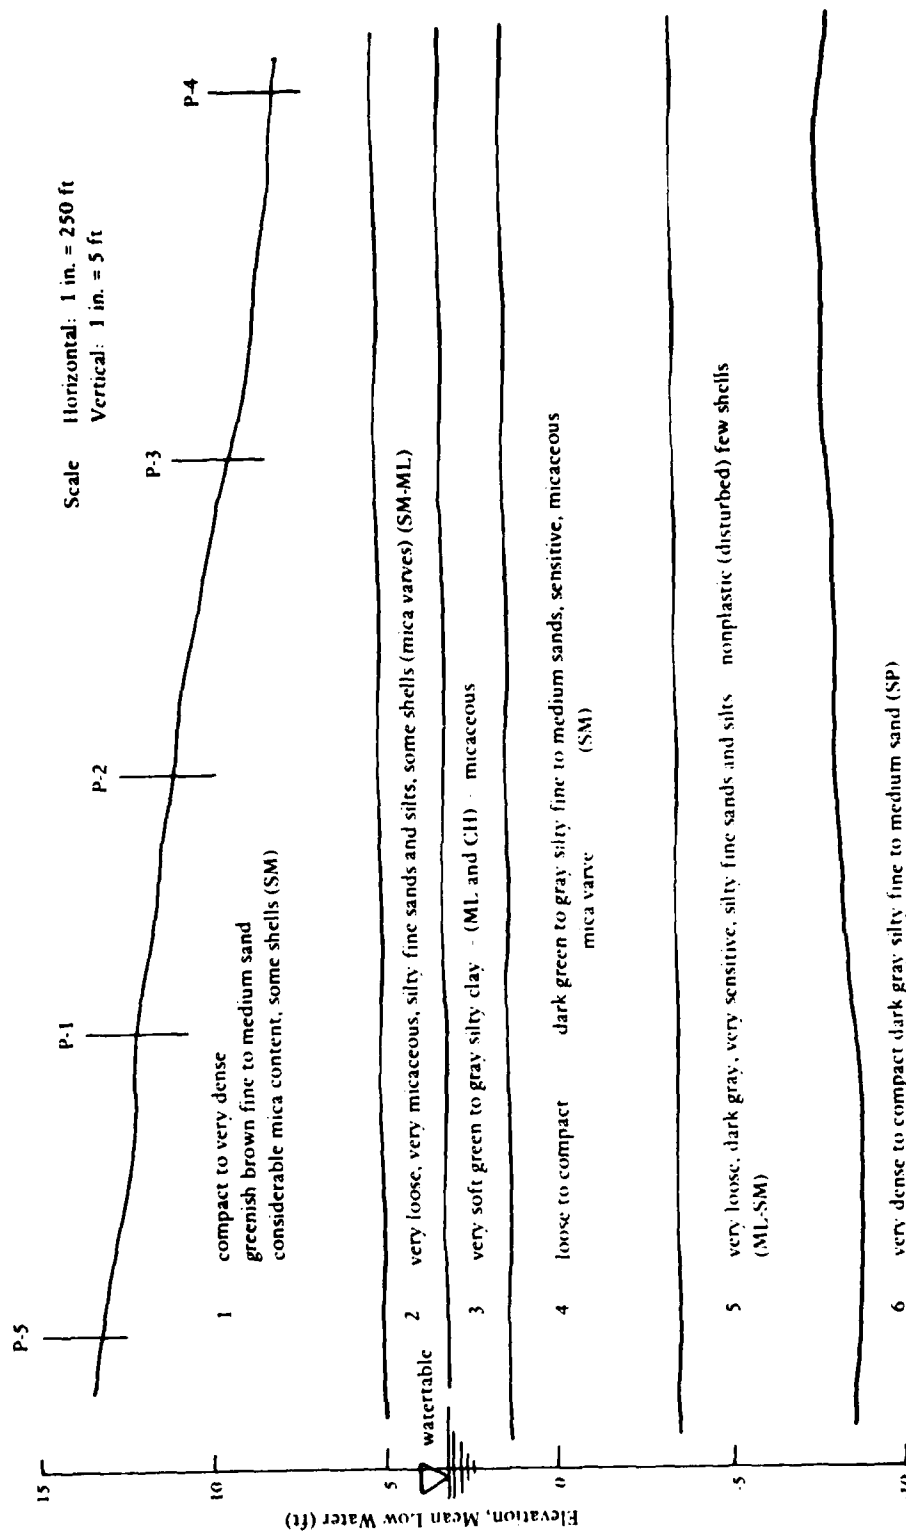 Scale Horizontal: 1 in. = 250 ft
Vertical: 1 in. = 5 ft
P-5
P-1
P-2
P-3
P-4
Elevation, Mean Low Water (ft)
15
10
5
0
-5
10
watertable
1 compact to very dense
greenish brown fine to medium sand
considerable mica content, some shells (SM)
2 very loose, very micaceous, silty fine sands and silts, some shells (mica varves) (SM-ML)
3 very soft green to gray silty clay - (ML and CH) - micaceous
4 loose to compact dark green to gray silty fine to medium sands, sensitive, micaceous
mica varve (SM)
5 very loose, dark gray, very sensitive, silty fine sands and silts nonplastic (disturbed) few shells
(ML-SM)
6 very dense to compact dark gray silty fine to medium sand (SP)